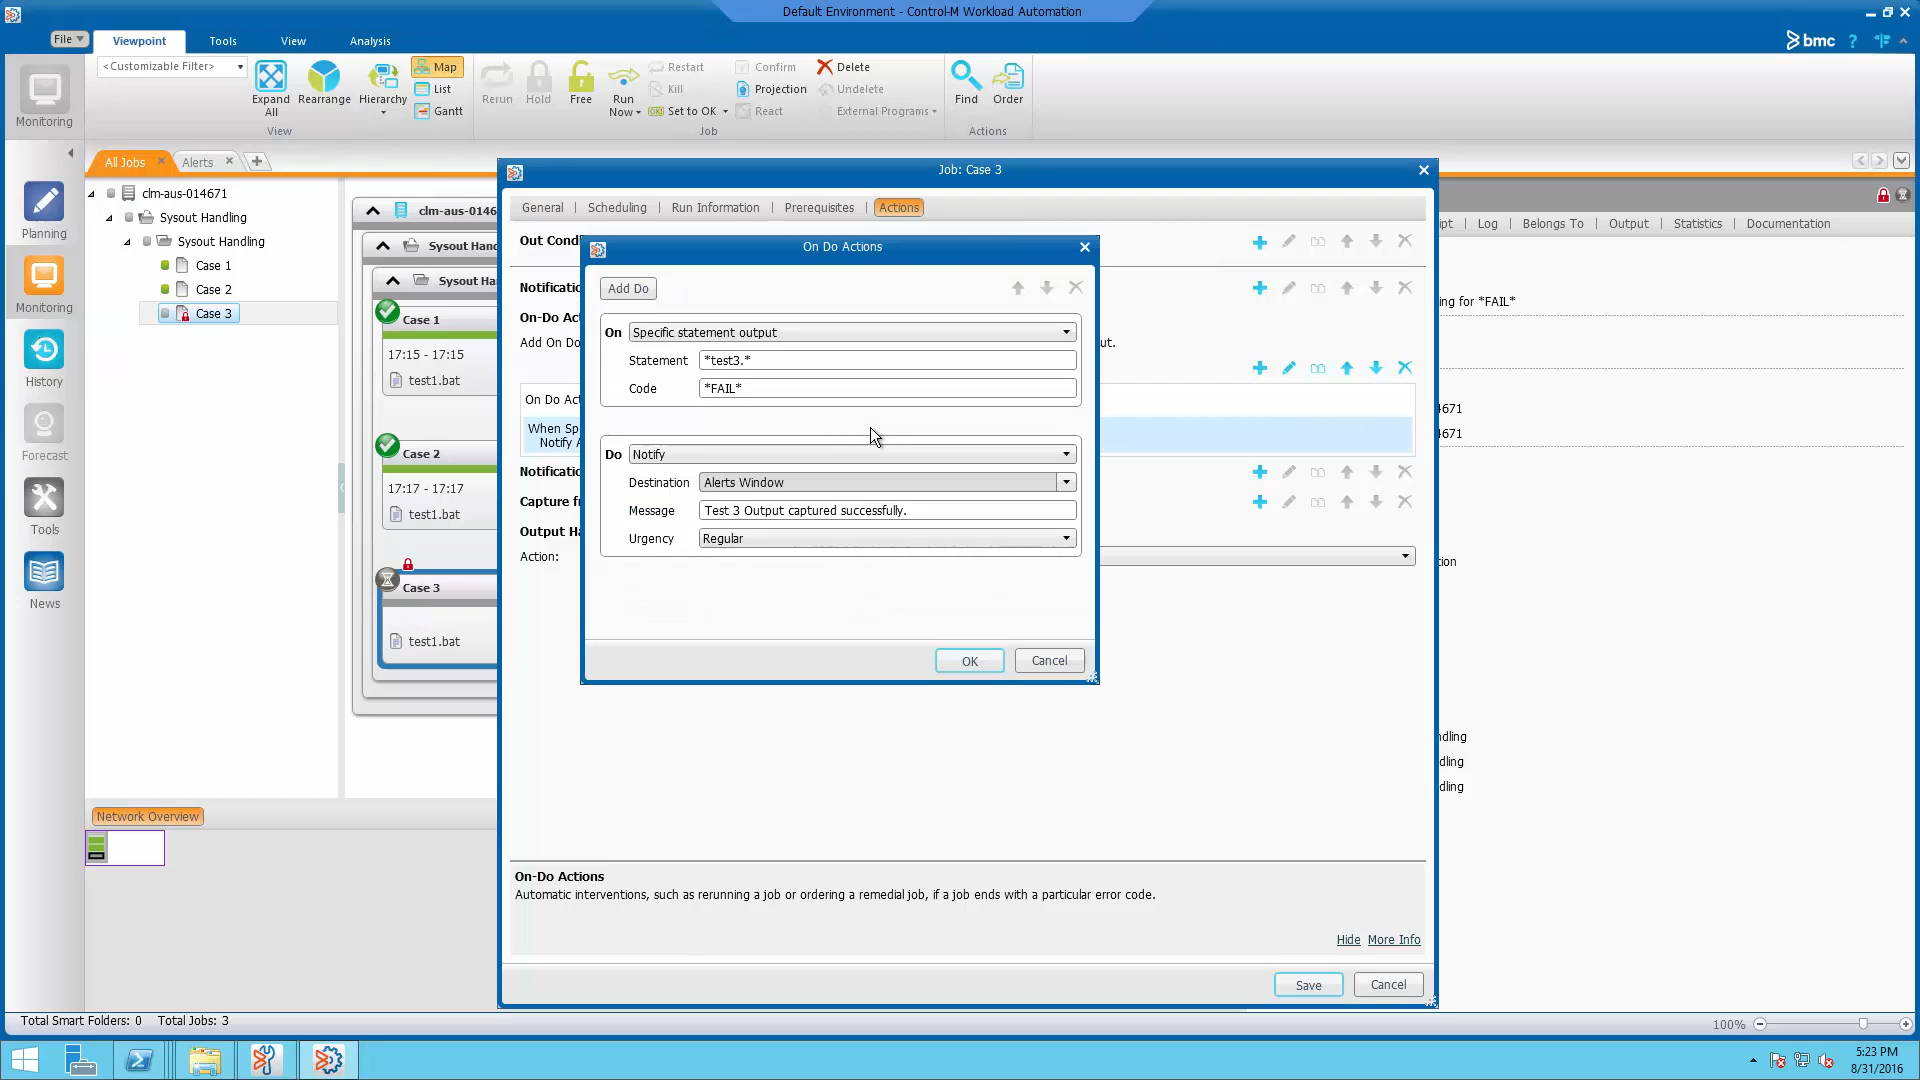 Default Environment - Control-M Workload Automation
File
Viewpoint
Tools
View
Analysis
bmc
?
<Customizable Filter>
Expand All
Rearrange
Hierarchy
Map
List
Gantt
View
Rerun
Hold
Free
Run Now
Restart
Kill
Set to OK
Confirm
Projection
React
Delete
Undelete
External Programs
Job
Find
Order
Actions
Monitoring
Planning
Monitoring
History
Forecast
Tools
News
All Jobs
Alerts
clm-aus-014671
Sysout Handling
Sysout Handling
Case 1
Case 2
Case 3
clm-aus-0146
Sysout Hand
Sysout Ha
Case 1
17:15 - 17:15
test1.bat
Case 2
17:17 - 17:17
test1.bat
Case 3
test1.bat
Job: Case 3
General
Scheduling
Run Information
Prerequisites
Actions
Out Cond
Notificatio
On-Do Ac
Add On Do
ut.
On Do Act
When Sp
Notify A
Notificatio
Capture fr
Output Ha
Action:
On Do Actions
Add Do
On Specific statement output
Statement *test3.*
Code *FAIL*
Do Notify
Destination Alerts Window
Message Test 3 Output captured successfully.
Urgency Regular
OK
Cancel
On-Do Actions
Automatic interventions, such as rerunning a job or ordering a remedial job, if a job ends with a particular error code.
Hide
More Info
Save
Cancel
ipt
Log
Belongs To
Output
Statistics
Documentation
ing for *FAIL*
4671
4671
tion
ndling
dling
dling
Network Overview
Total Smart Folders: 0
Total Jobs: 3
100%
5:23 PM
8/31/2016